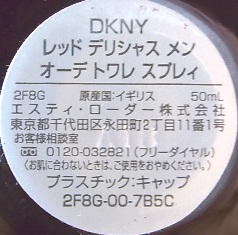 DKNY
レッド デリシャス メン
オーデ トワレ スプレィ
2F8G 原産国:イギリス 50mL
エスティ・ローダー株式会社
東京都千代田区永田町2丁目11番1号
お客様相談室
0120-032821(フリーダイヤル)
〈お肌に合わないときは、ご使用をおやめください。〉
プラスチック:キャップ
2F8G-00-7B5C